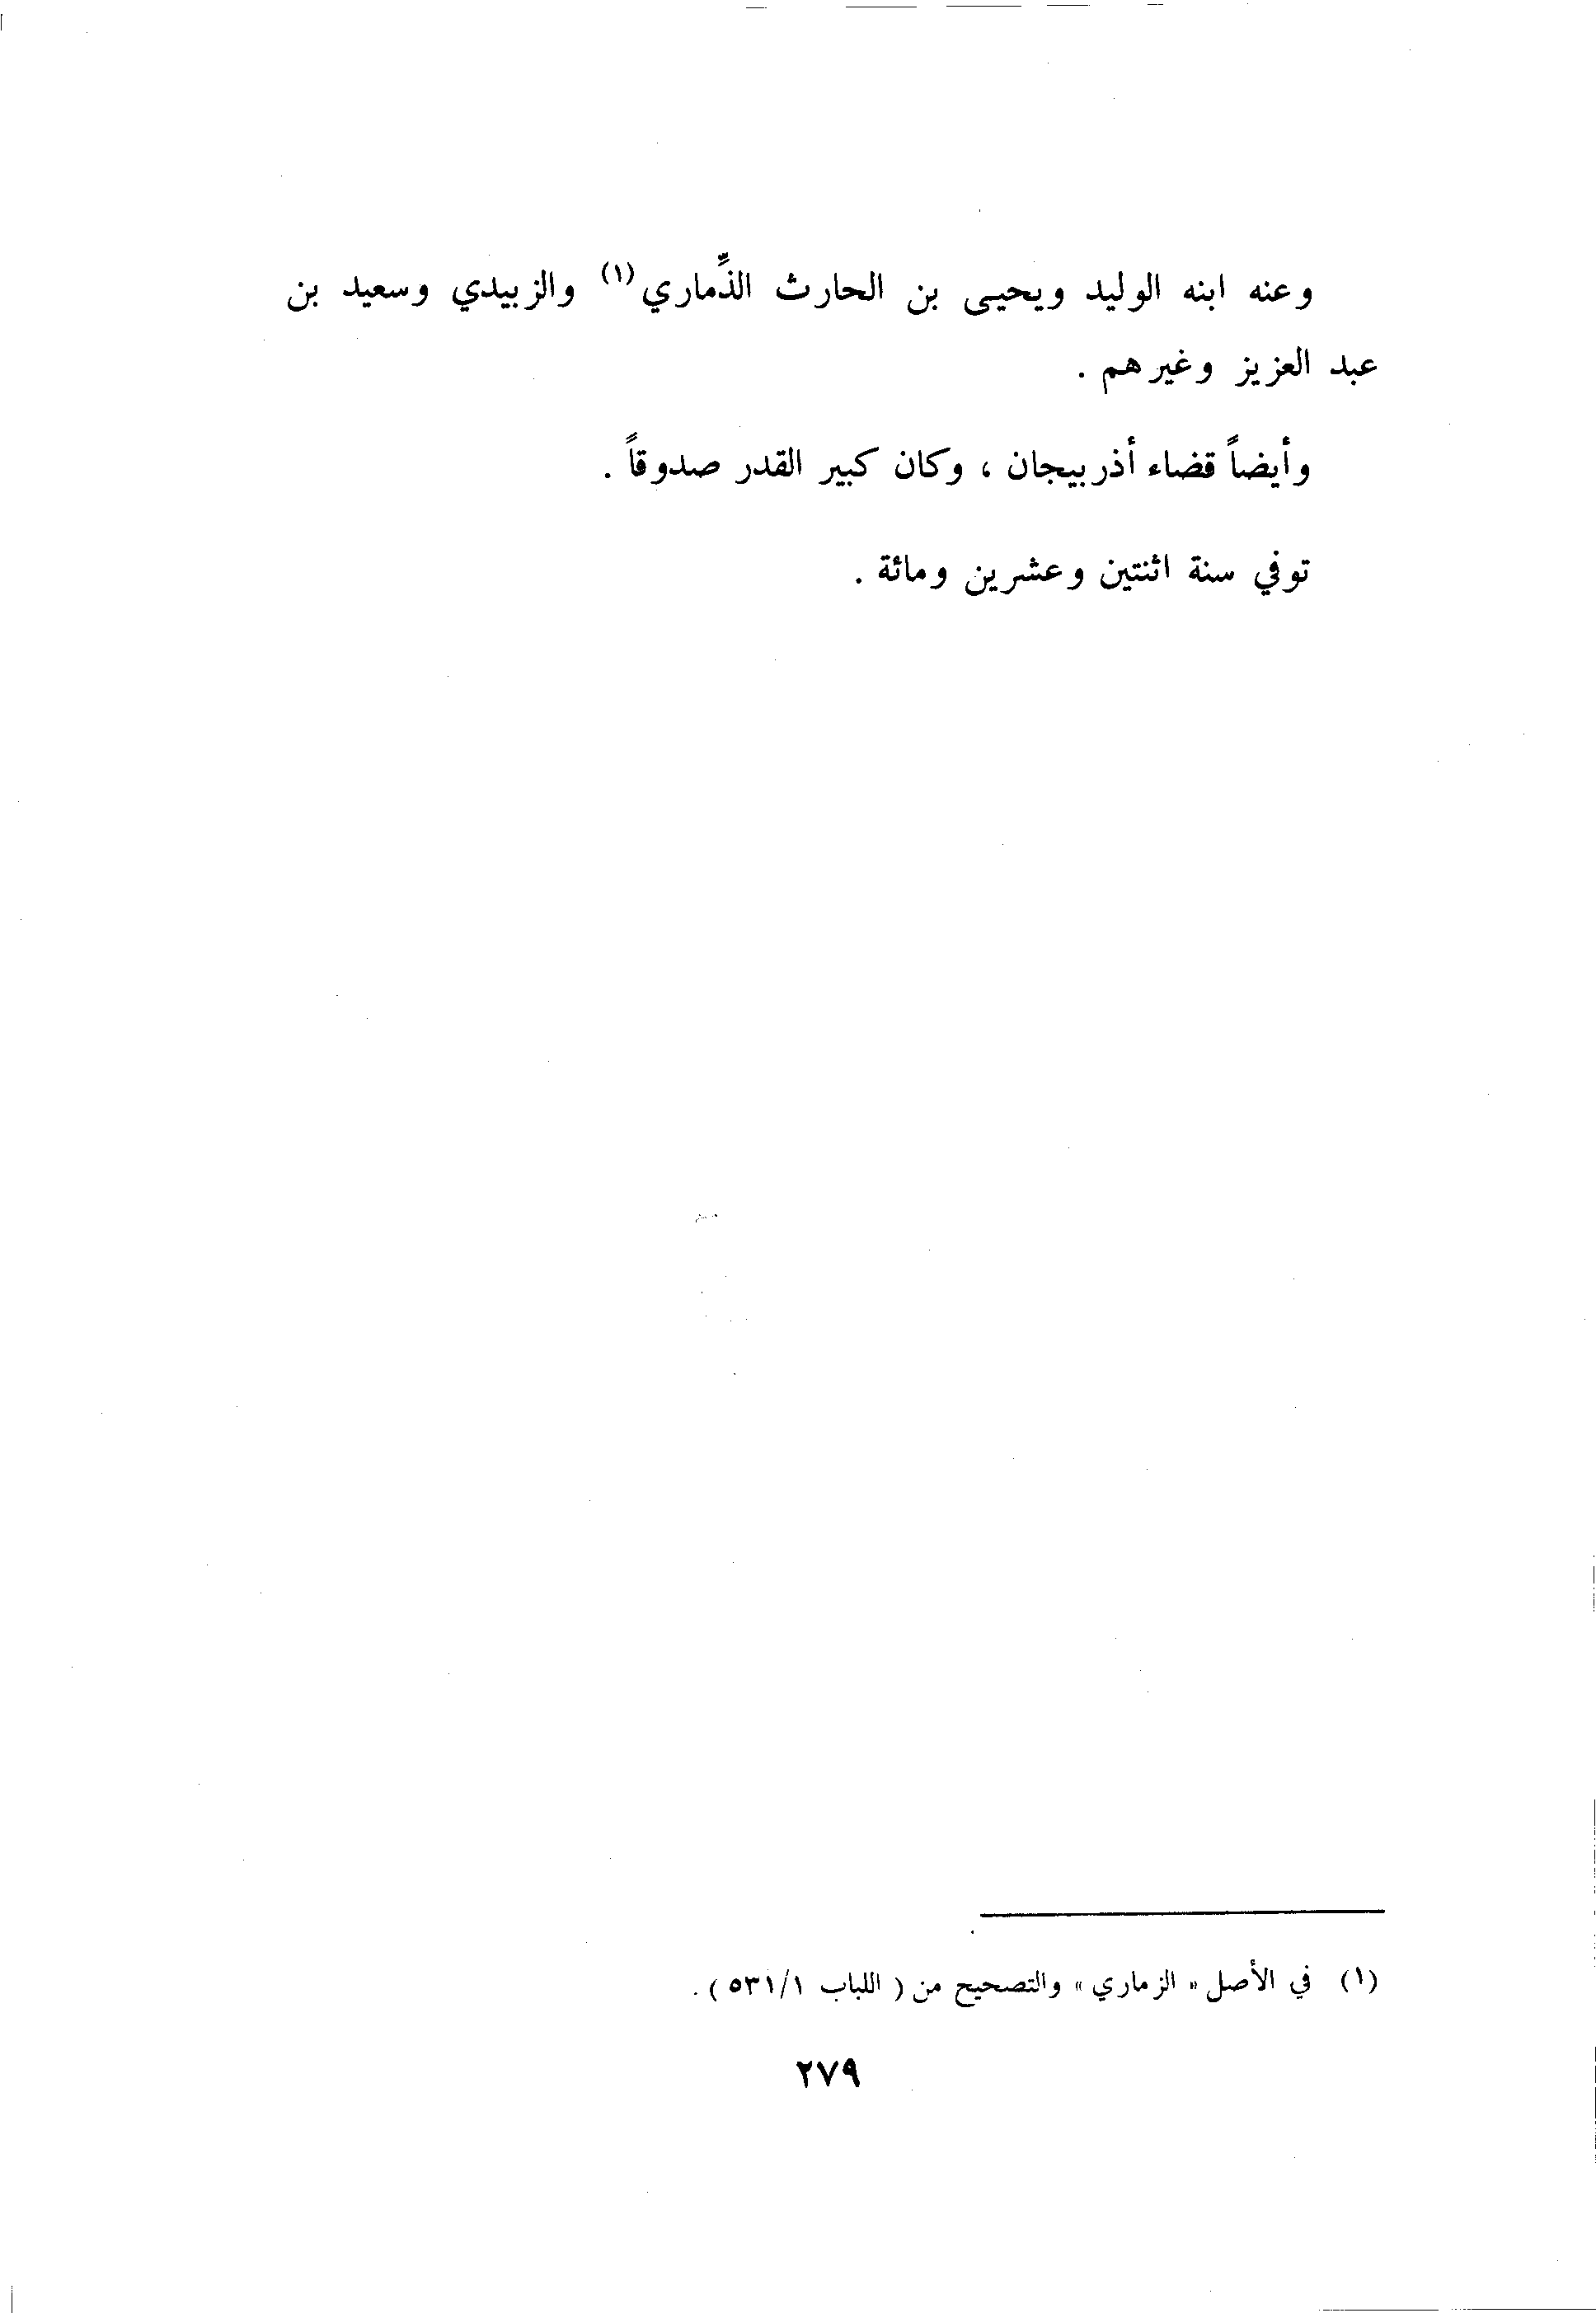 وعنه ابنه الوليد ويحيى بن الحارث الذِّماري(١) والزبيدي وسعيد بن
عبد العزيز وغيرهم .
وأيضاً قضاء أذربيجان ، وكان كبير القدر صدوقاً .
توفي سنة اثنتين وعشرين ومائة .
(١) في الأصل « الزماري » والتصحيح من ( اللباب ٥٣١/١ ) .
٢٧٩